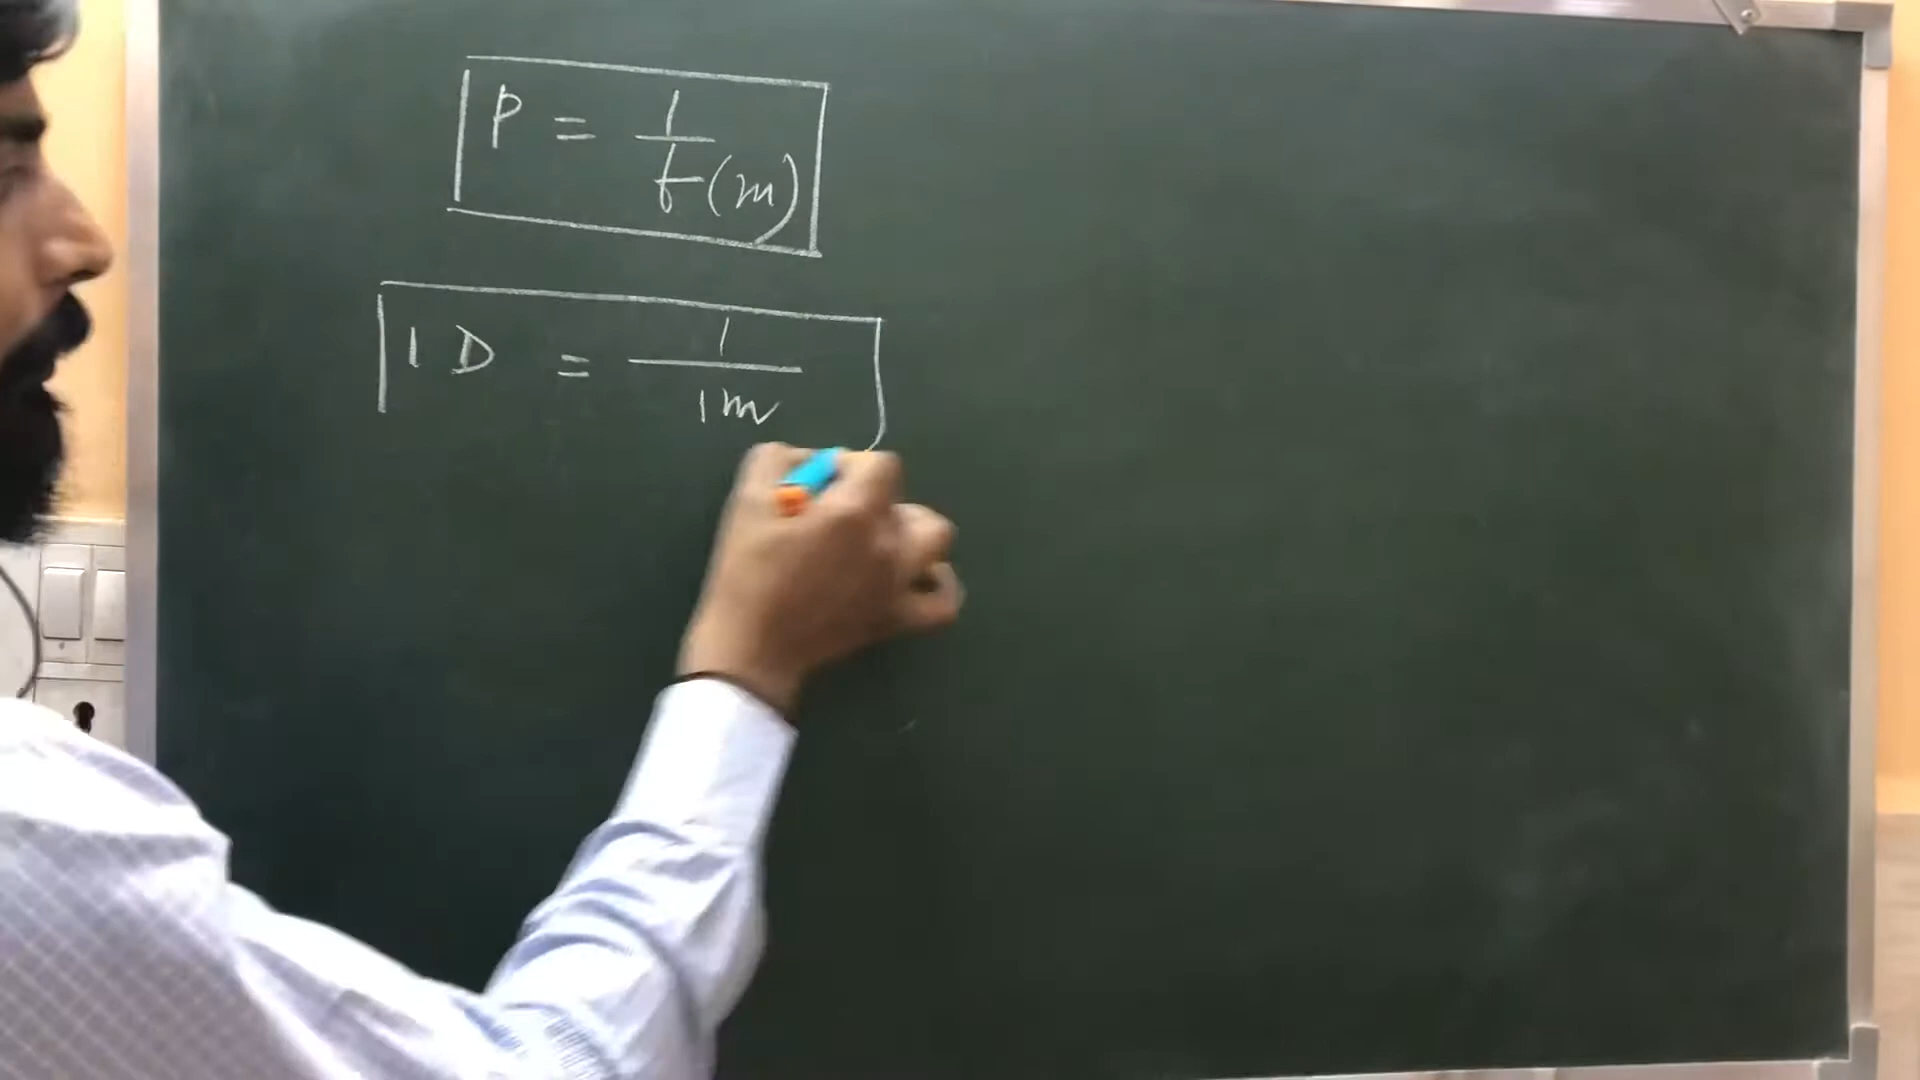 P = 1/f(m)
1 D = 1/1m